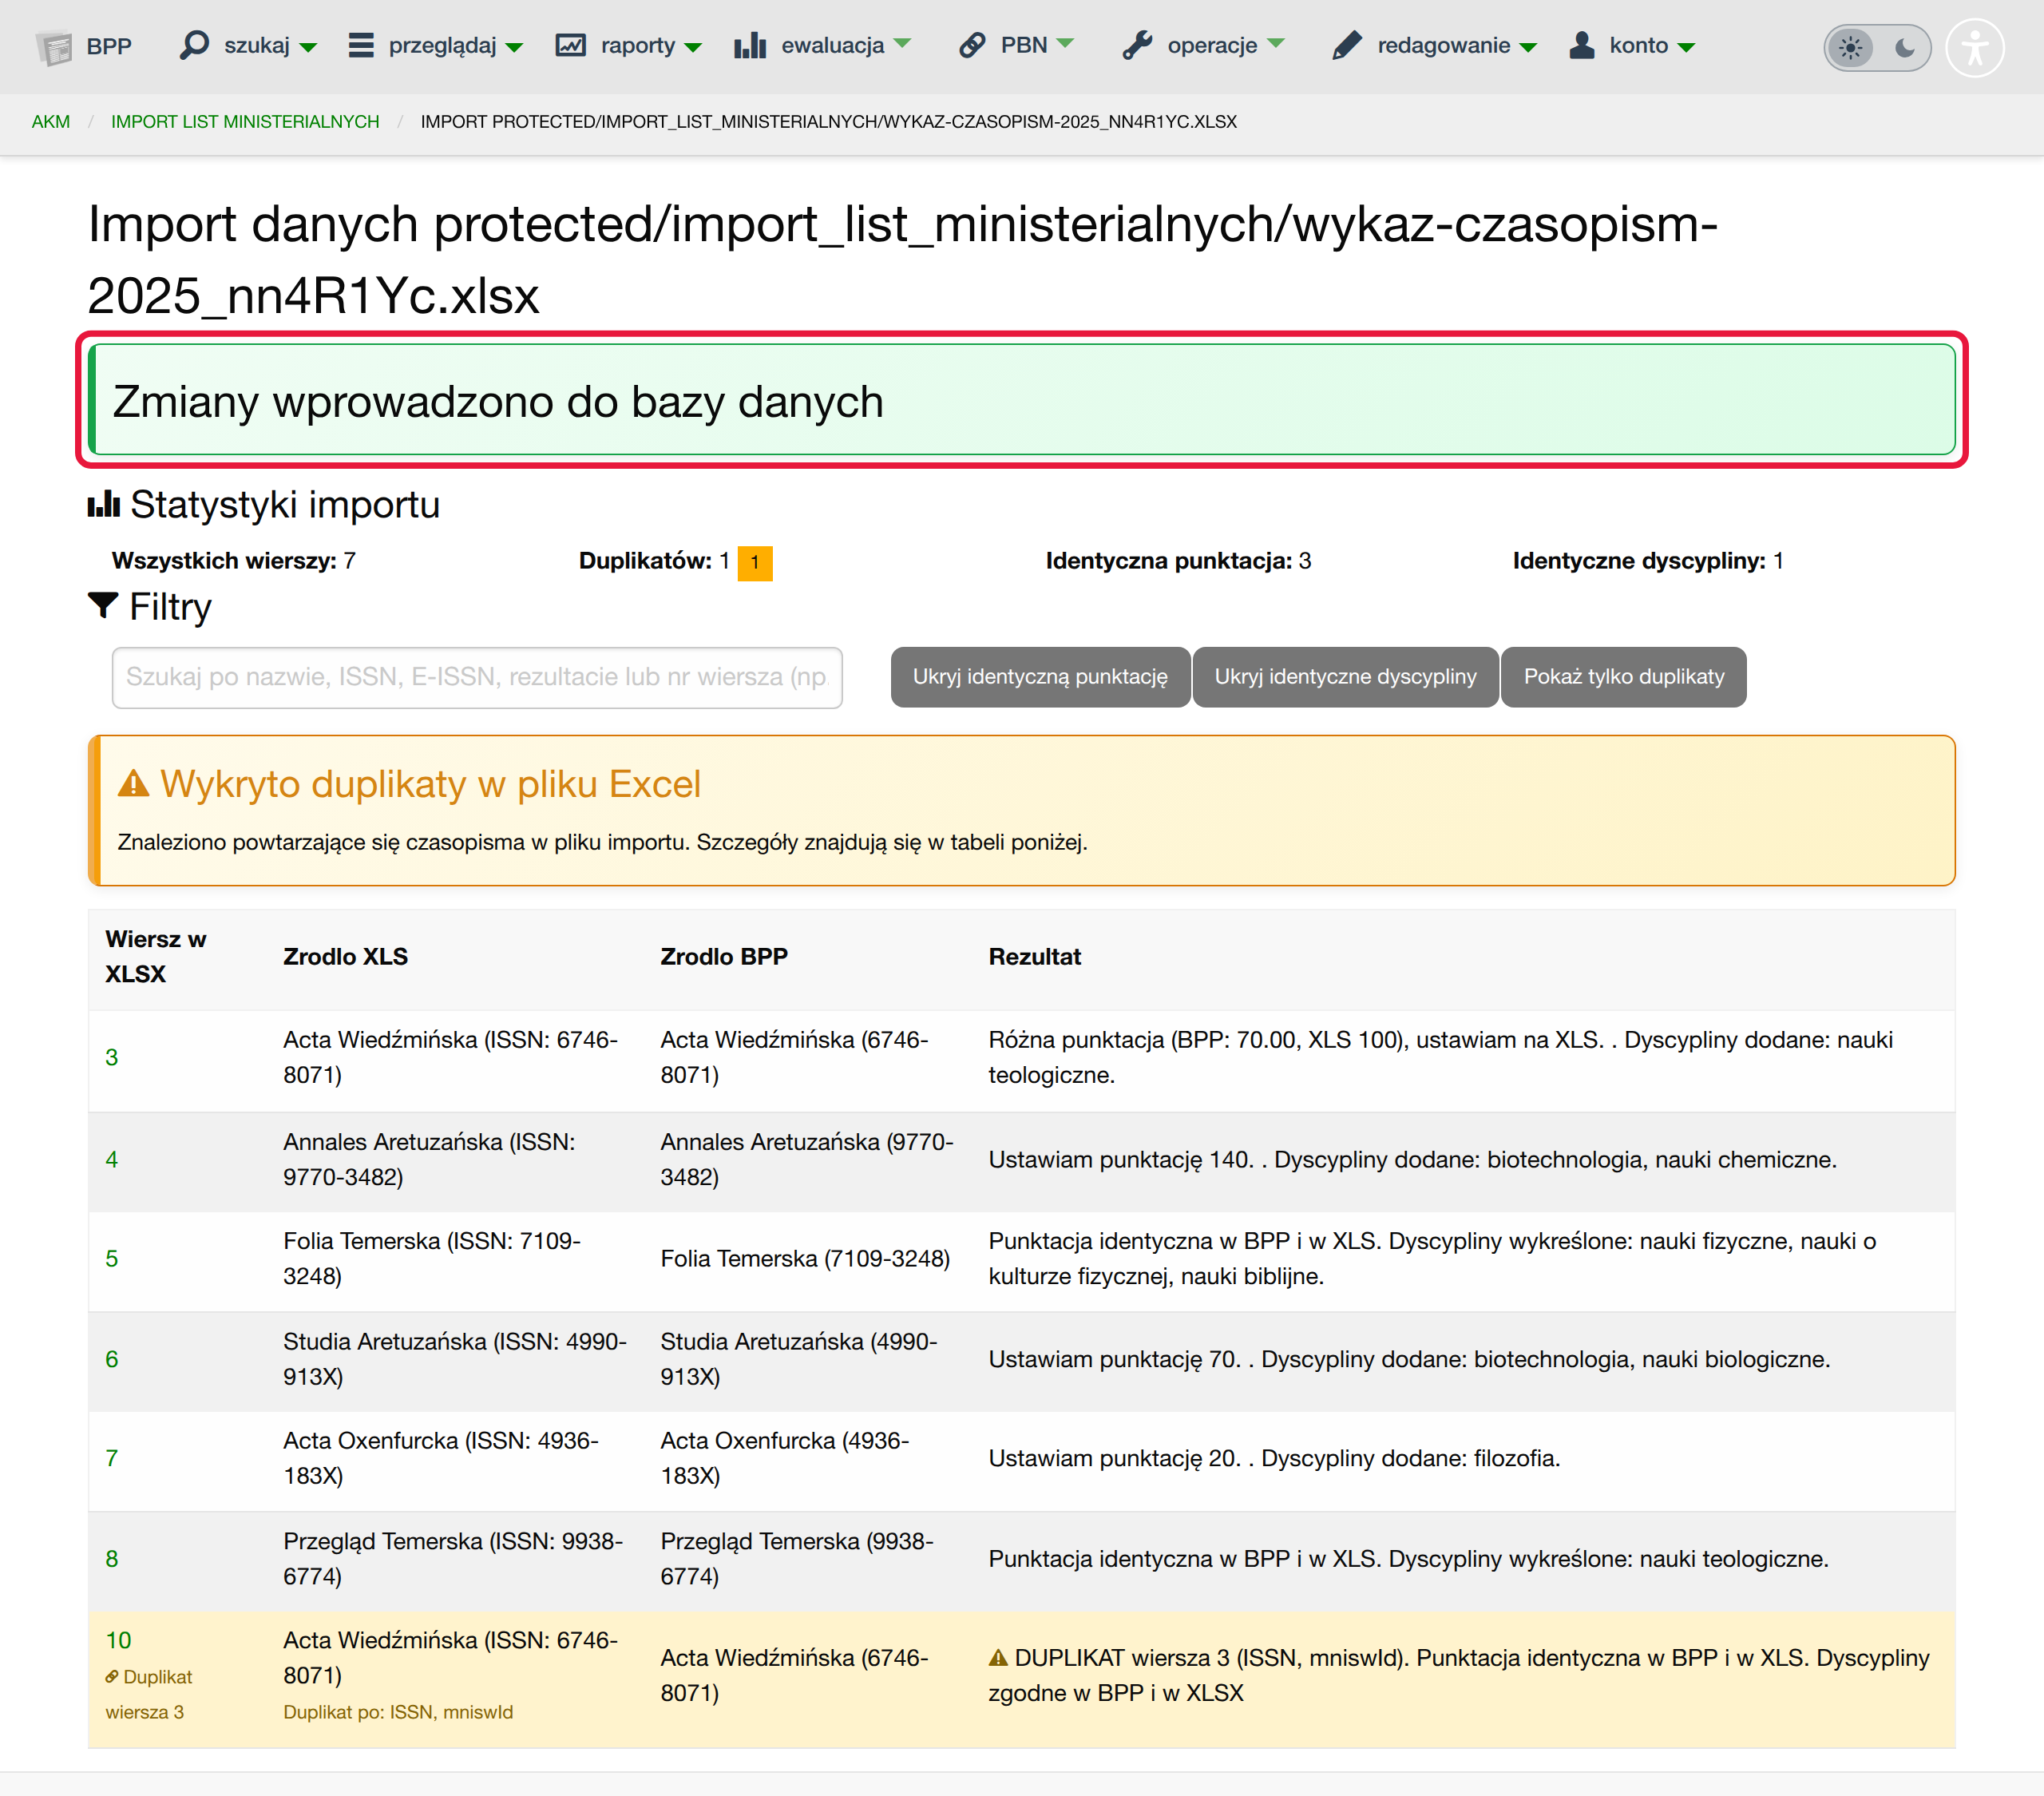 BPP szukaj przeglądaj raporty ewaluacja PBN operacje redagowanie konto
AKM / IMPORT LIST MINISTERIALNYCH / IMPORT PROTECTED/IMPORT_LIST_MINISTERIALNYCH/WYKAZ-CZASOPISM-2025_NN4R1YC.XLSX
Import danych protected/import_list_ministerialnych/wykaz-czasopism-
2025_nn4R1Yc.xlsx
Zmiany wprowadzono do bazy danych
Statystyki importu
Wszystkich wierszy: 7 Duplikatów: 1 1 Identyczna punktacja: 3 Identyczne dyscypliny: 1
Filtry
Szukaj po nazwie, ISSN, E-ISSN, rezultacie lub nr wiersza (np. Ukryj identyczną punktację Ukryj identyczne dyscypliny Pokaż tylko duplikaty
Wykryto duplikaty w pliku Excel
Znaleziono powtarzające się czasopisma w pliku importu. Szczegóły znajdują się w tabeli poniżej.
Wiersz w
XLSX
Zrodlo XLS
Zrodlo BPP
Rezultat
3
Acta Wiedźmińska (ISSN: 6746-
8071)
Acta Wiedźmińska (6746-
8071)
Różna punktacja (BPP: 70.00, XLS 100), ustawiam na XLS. . Dyscypliny dodane: nauki
teologiczne.
4
Annales Aretuzańska (ISSN:
9770-3482)
Annales Aretuzańska (9770-
3482)
Ustawiam punktację 140. . Dyscypliny dodane: biotechnologia, nauki chemiczne.
5
Folia Temerska (ISSN: 7109-
3248)
Folia Temerska (7109-3248)
Punktacja identyczna w BPP i w XLS. Dyscypliny wykreślone: nauki fizyczne, nauki o
kulturze fizycznej, nauki biblijne.
6
Studia Aretuzańska (ISSN: 4990-
913X)
Studia Aretuzańska (4990-
913X)
Ustawiam punktację 70. . Dyscypliny dodane: biotechnologia, nauki biologiczne.
7
Acta Oxenfurcka (ISSN: 4936-
183X)
Acta Oxenfurcka (4936-
183X)
Ustawiam punktację 20. . Dyscypliny dodane: filozofia.
8
Przegląd Temerska (ISSN: 9938-
6774)
Przegląd Temerska (9938-
6774)
Punktacja identyczna w BPP i w XLS. Dyscypliny wykreślone: nauki teologiczne.
10
Duplikat
wiersza 3
Acta Wiedźmińska (ISSN: 6746-
8071)
Duplikat po: ISSN, mniswId
Acta Wiedźmińska (6746-
8071)
DUPLIKAT wiersza 3 (ISSN, mniswId). Punktacja identyczna w BPP i w XLS. Dyscypliny
zgodne w BPP i w XLSX